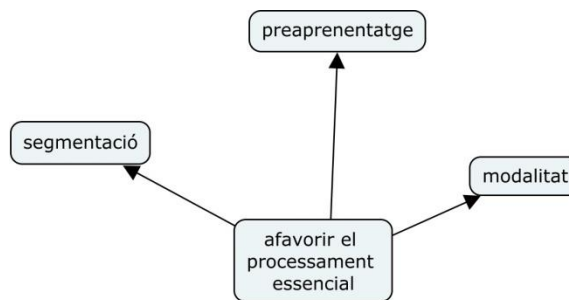 preaprenentatge
segmentació
modalitat
afavorir el
processament
essencial